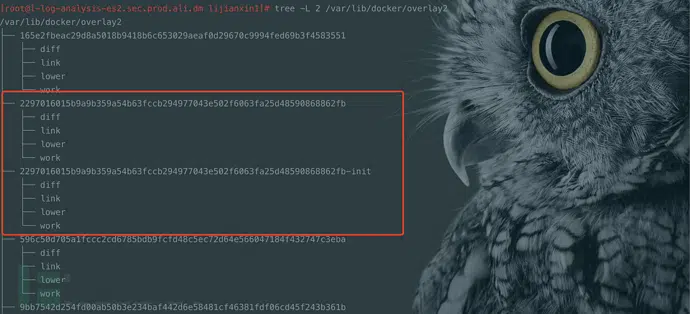 [root@l-log-analysis-es2.sec.prod.ali.dm lijianxin1]# tree -L 2 /var/lib/docker/overlay2
/var/lib/docker/overlay2
├── 165e2fbeac29d8a5018b9418b6c653029aeaf0d29670c9994fed69b3f4583551
│   ├── diff
│   ├── link
│   ├── lower
│   └── work
├── 2297016015b9a9b359a54b63fccb294977043e502f6063fa25d48590868862fb
│   ├── diff
│   ├── link
│   ├── lower
│   └── work
├── 2297016015b9a9b359a54b63fccb294977043e502f6063fa25d48590868862fb-init
│   ├── diff
│   ├── link
│   ├── lower
│   └── work
├── 596c50d705a1fccc2cd6785bdb9fcfd48c5ec72d64e566047184f432747c3eba
│   ├── diff
│   ├── link
│   ├── lower
│   └── work
├── 9bb7542d254fd00ab50b3e234baf442d6e58481cf46381fdf06cd45f243b361b